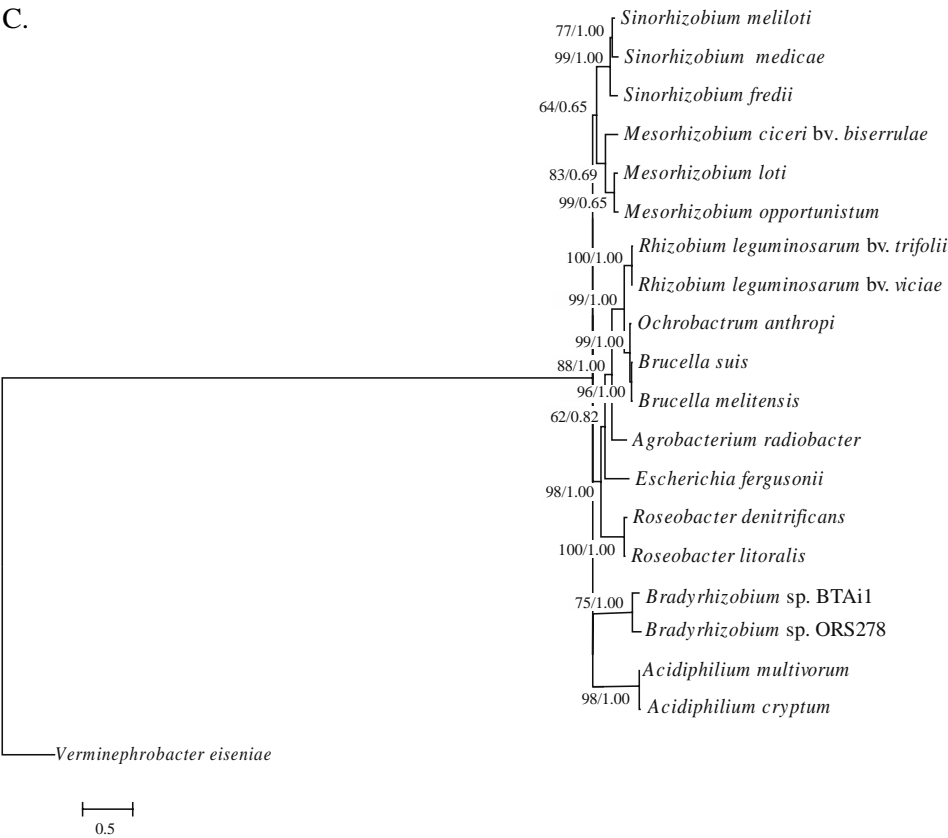 C.
Sinorhizobium meliloti
77/1.00
99/1.00
Sinorhizobium medicae
Sinorhizobium fredii
64/0.65
Mesorhizobium ciceri bv. biserrulae
83/0.69
Mesorhizobium loti
99/0.65
Mesorhizobium opportunistum
Rhizobium leguminosarum bv. trifolii
100/1.00
Rhizobium leguminosarum bv. viciae
99/1.00
Ochrobactrum anthropi
99/1.00
Brucella suis
88/1.00
96/1.00
Brucella melitensis
62/0.82
Agrobacterium radiobacter
Escherichia fergusonii
98/1.00
Roseobacter denitrificans
100/1.00
Roseobacter litoralis
75/1.00
Bradyrhizobium sp. BTAi1
Bradyrhizobium sp. ORS278
Acidiphilium multivorum
98/1.00
Acidiphilium cryptum
Verminephrobacter eiseniae
0.5